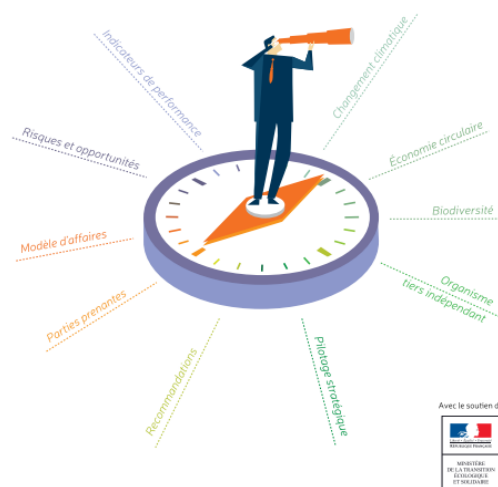 Indicateurs de performance
Changement climatique
Risques et opportunités
Économie circulaire
Modèle d'affaires
Biodiversité
Parties prenantes
Organisme
tiers indépendant
Recommandations
Pilotage stratégique
Avec le soutien d
RÉPUBLIQUE FRANÇAISE
MINISTÈRE
DE LA TRANSITION
ÉCOLOGIQUE
ET SOLIDAIRE